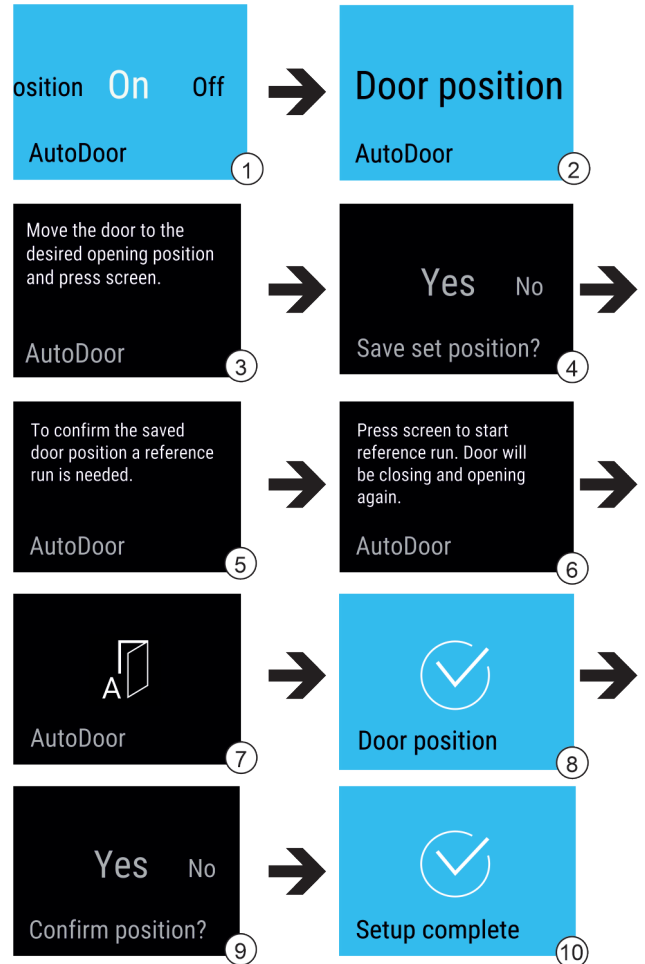 osition On Off
AutoDoor
1
Door position
AutoDoor
2
Move the door to the
desired opening position
and press screen.
AutoDoor
3
Yes No
Save set position?
4
To confirm the saved
door position a reference
run is needed.
AutoDoor
5
Press screen to start
reference run. Door will
be closing and opening
again.
AutoDoor
6
A
AutoDoor
7
Door position
8
Yes No
Confirm position?
9
Setup complete
10